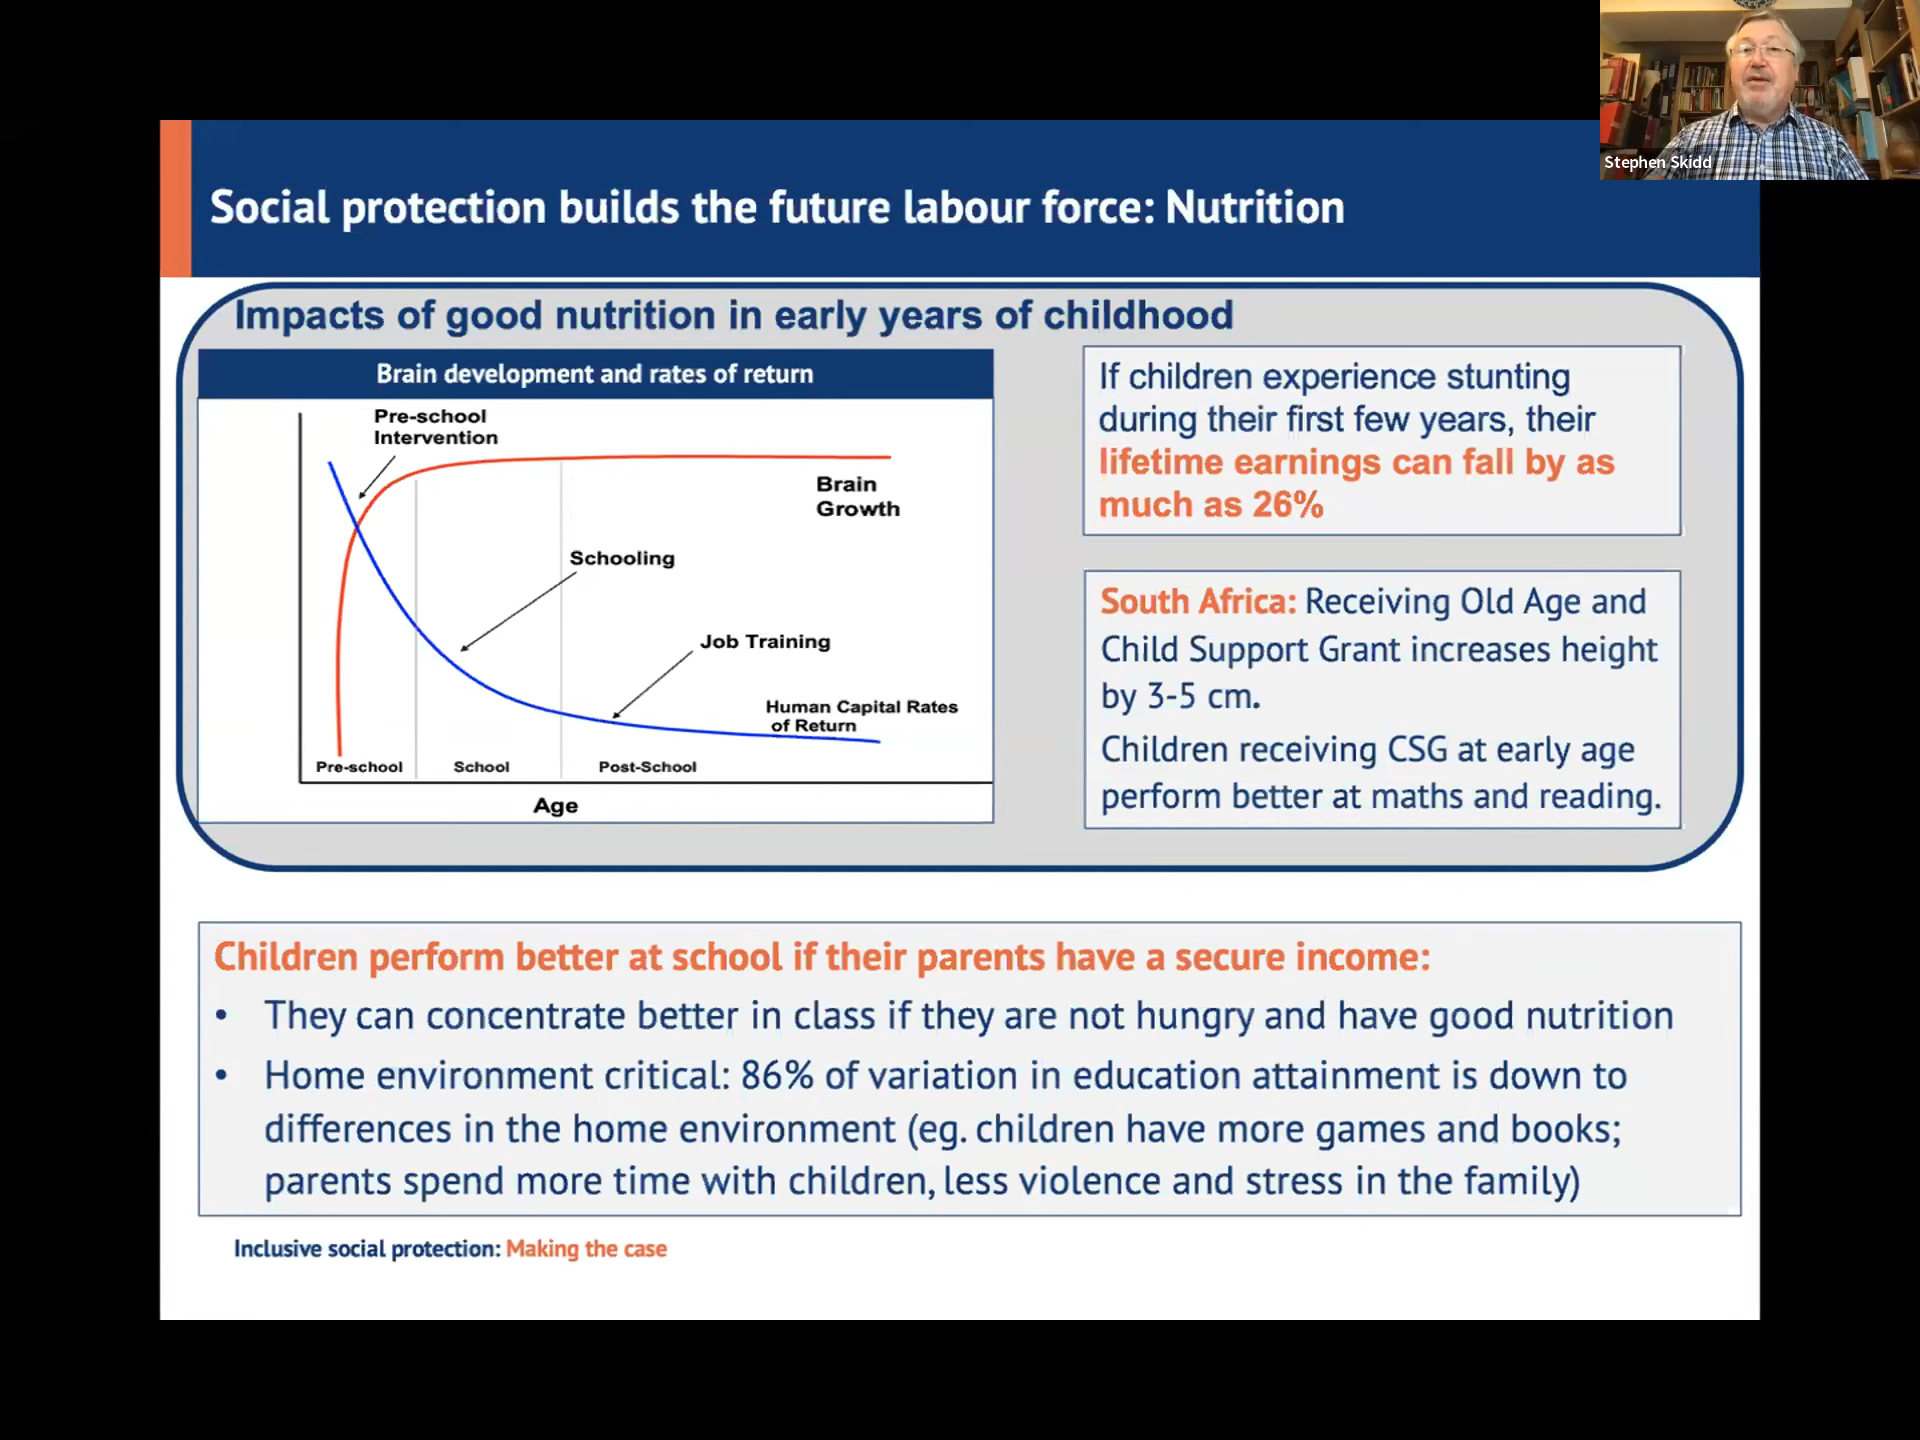 Stephen Skidd
Social protection builds the future labour force: Nutrition
Impacts of good nutrition in early years of childhood
Brain development and rates of return
Pre-school
Intervention
Brain
Growth
Schooling
Job Training
Human Capital Rates
of Return
Pre-school School Post-School
Age
If children experience stunting
during their first few years, their
lifetime earnings can fall by as
much as 26%
South Africa: Receiving Old Age and
Child Support Grant increases height
by 3-5 cm.
Children receiving CSG at early age
perform better at maths and reading.
Children perform better at school if their parents have a secure income:
• They can concentrate better in class if they are not hungry and have good nutrition
• Home environment critical: 86% of variation in education attainment is down to
differences in the home environment (eg. children have more games and books;
parents spend more time with children, less violence and stress in the family)
Inclusive social protection: Making the case